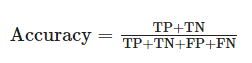 Accuracy = TP+TN / TP+TN+FP+FN